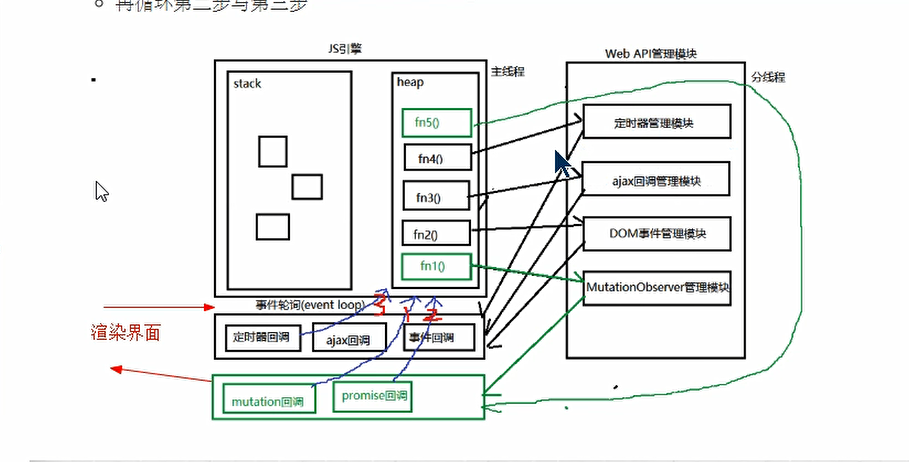 再循环第二步与第三步
JS引擎
Web API管理模块
主线程
分线程
stack
heap
fn5()
fn4()
fn3()
fn2()
fn1()
定时器管理模块
ajax回调管理模块
DOM事件管理模块
MutationObserver管理模块
事件轮询(event loop)
3
1
2
渲染界面
定时器回调
ajax回调
事件回调
mutation回调
promise回调